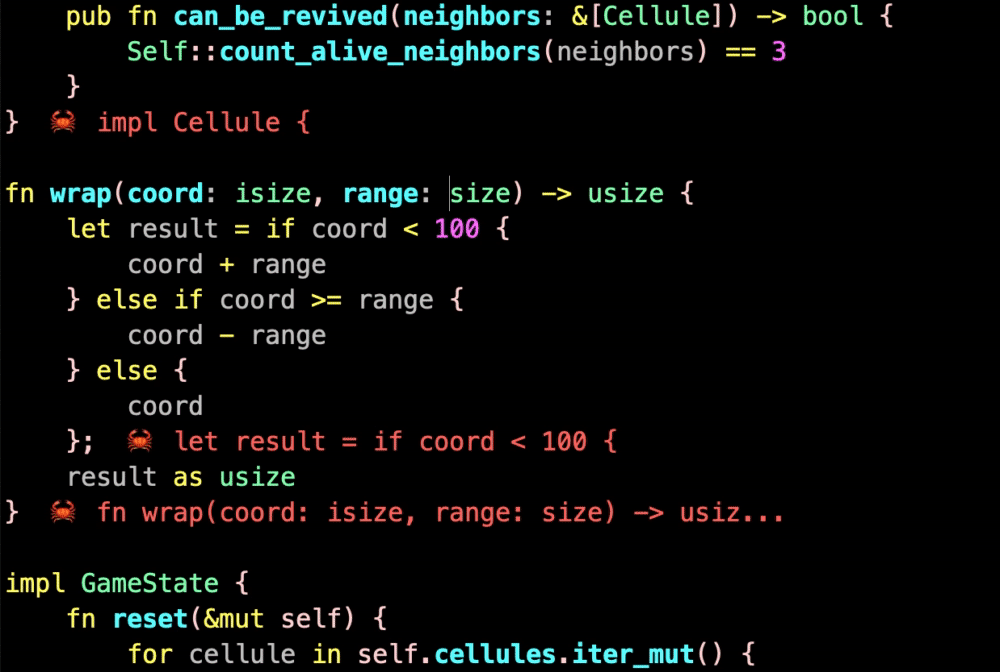 pub fn can_be_revived(neighbors: &[Cellule]) -> bool {
        Self::count_alive_neighbors(neighbors) == 3
    }
}  🦀 impl Cellule {

fn wrap(coord: isize, range: size) -> usize {
    let result = if coord < 100 {
        coord + range
    } else if coord >= range {
        coord - range
    } else {
        coord
    };  🦀 let result = if coord < 100 {
    result as usize
}  🦀 fn wrap(coord: isize, range: size) -> usiz...

impl GameState {
    fn reset(&mut self) {
        for cellule in self.cellules.iter_mut() {